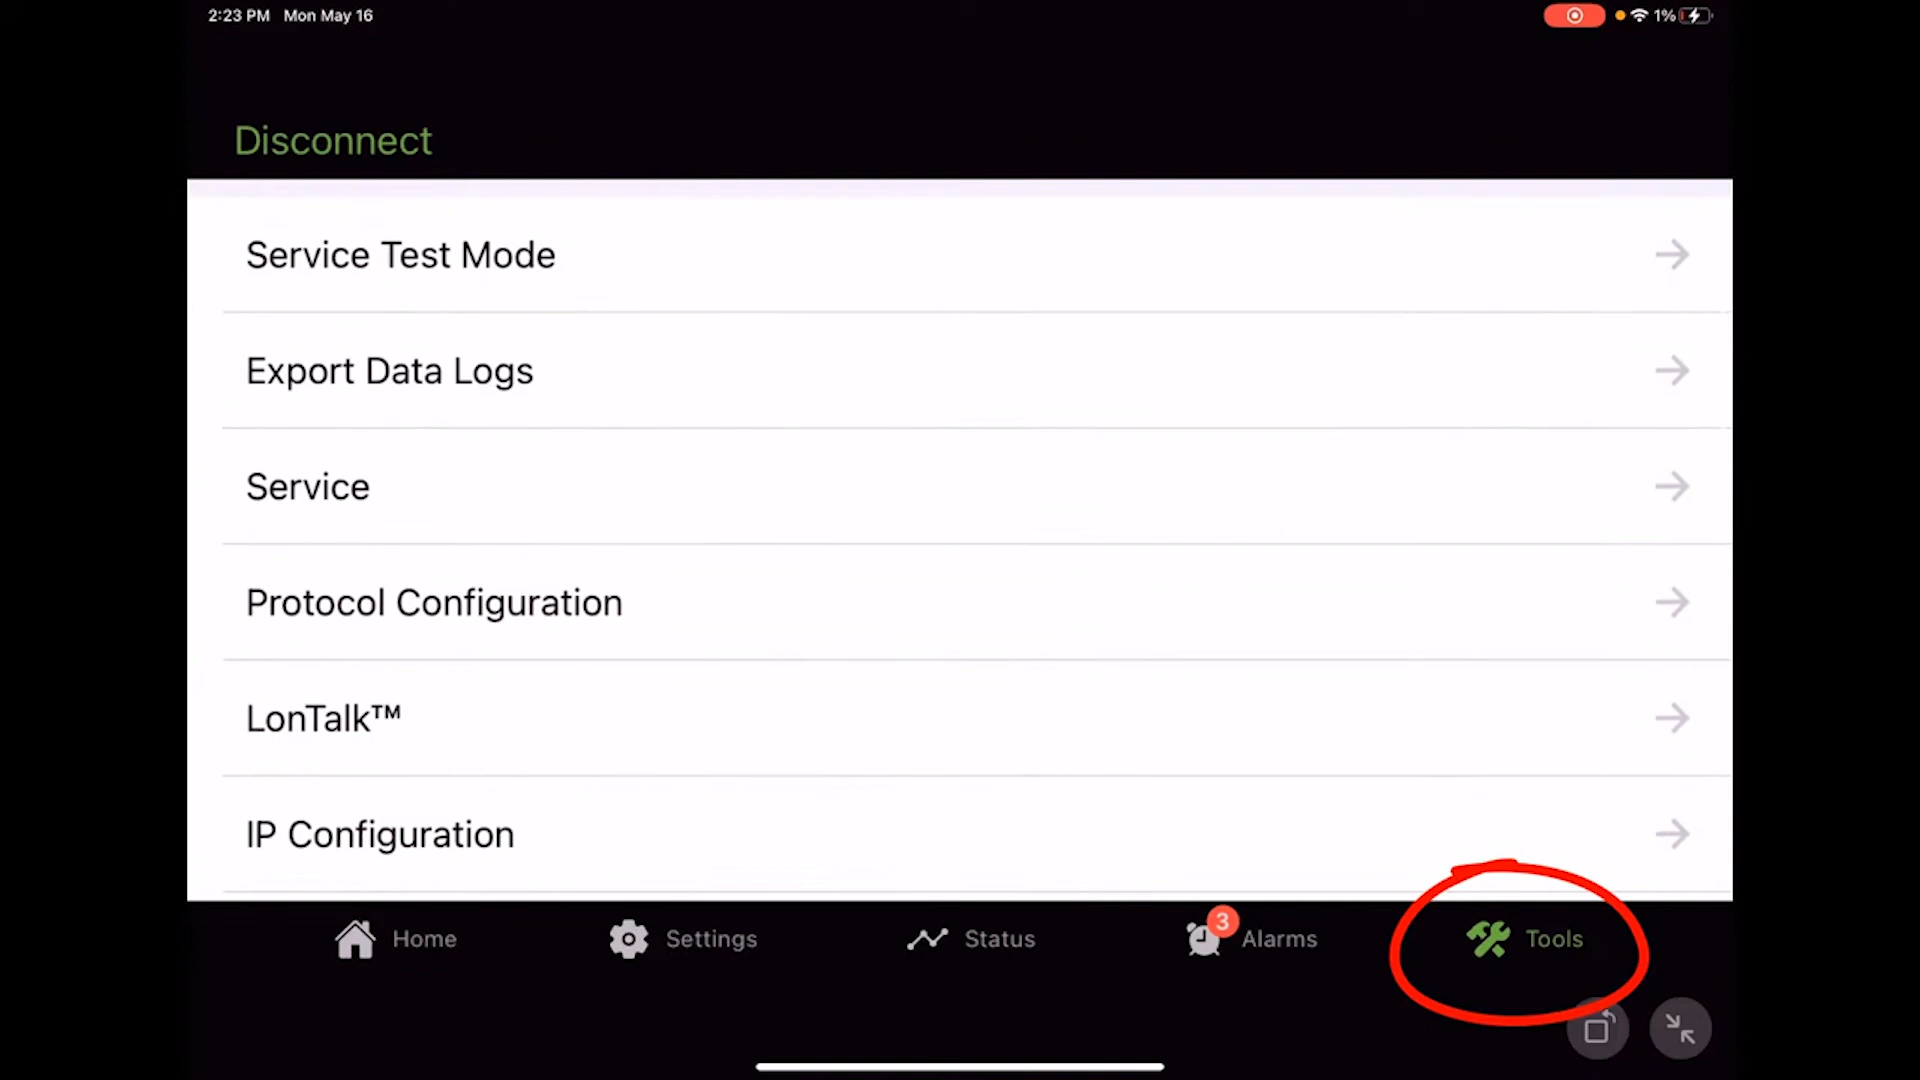 2:23 PM Mon May 16 1%
Disconnect
Service Test Mode
Export Data Logs
Service
Protocol Configuration
LonTalk™
IP Configuration
Home Settings Status 3 Alarms Tools